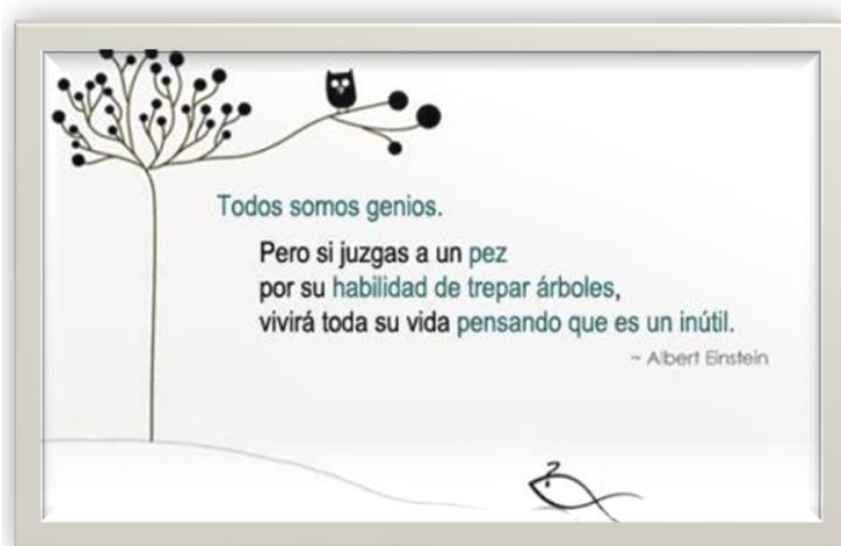 Todos somos genios.
Pero si juzgas a un pez
por su habilidad de trepar árboles,
vivirá toda su vida pensando que es un inútil.
~ Albert Einstein